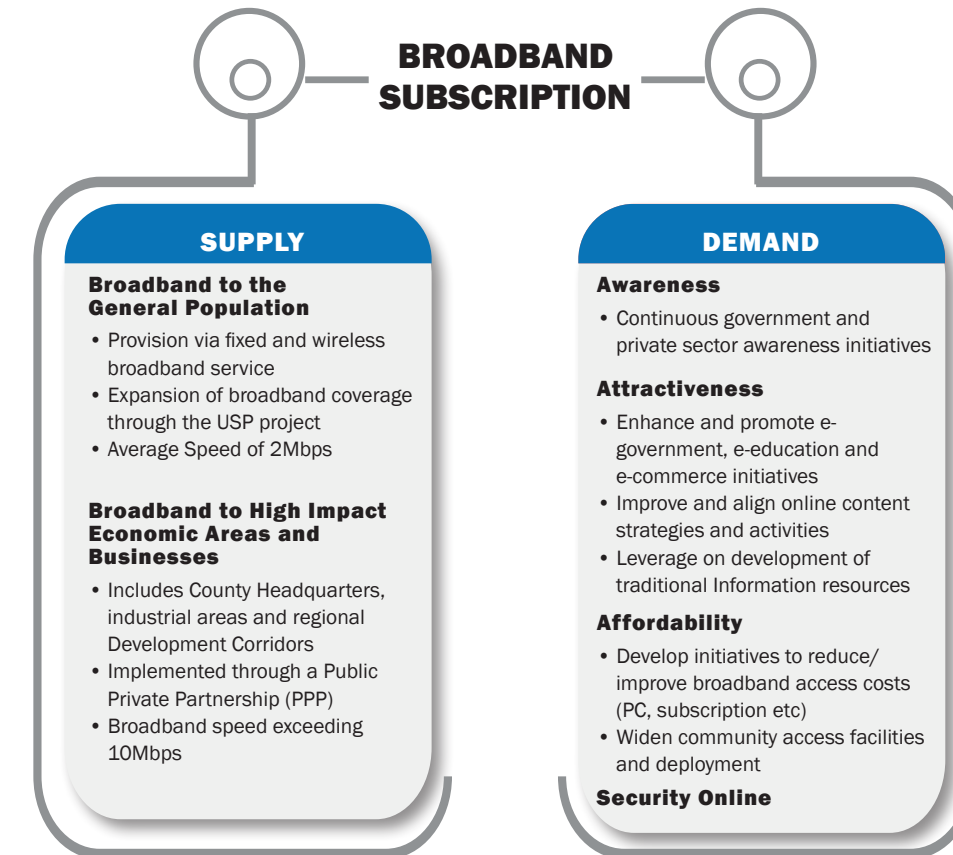 BROADBAND
SUBSCRIPTION
SUPPLY
Broadband to the
General Population
• Provision via fixed and wireless
broadband service
• Expansion of broadband coverage
through the USP project
• Average Speed of 2Mbps
Broadband to High Impact
Economic Areas and
Businesses
• Includes County Headquarters,
industrial areas and regional
Development Corridors
• Implemented through a Public
Private Partnership (PPP)
• Broadband speed exceeding
10Mbps
DEMAND
Awareness
• Continuous government and
private sector awareness initiatives
Attractiveness
• Enhance and promote e-
government, e-education and
e-commerce initiatives
• Improve and align online content
strategies and activities
• Leverage on development of
traditional Information resources
Affordability
• Develop initiatives to reduce/
improve broadband access costs
(PC, subscription etc)
• Widen community access facilities
and deployment
Security Online